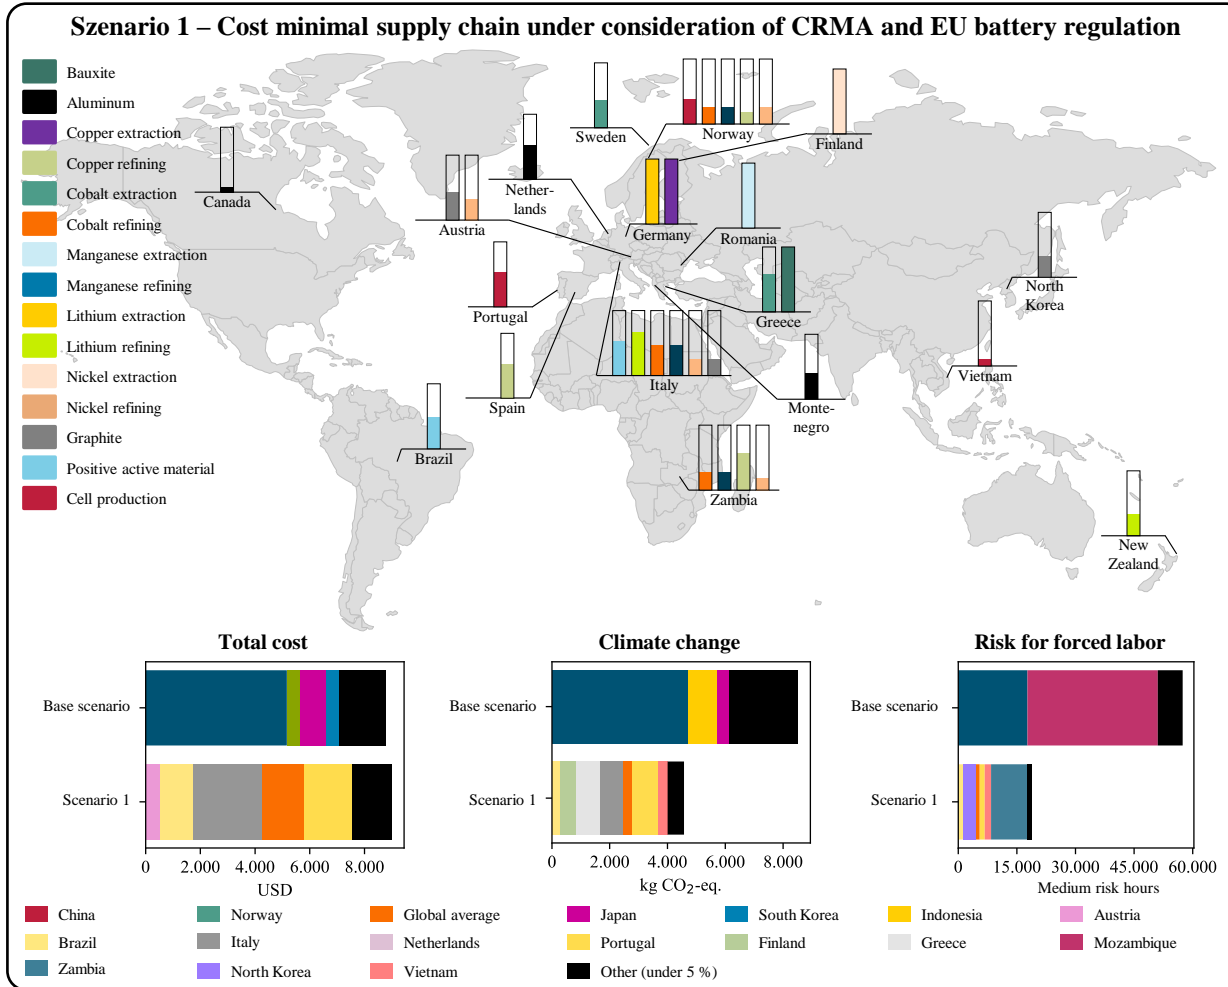 Szenario 1 – Cost minimal supply chain under consideration of CRMA and EU battery regulation
Bauxite
Aluminum
Copper extraction
Copper refining
Cobalt extraction
Cobalt refining
Manganese extraction
Manganese refining
Lithium extraction
Lithium refining
Nickel extraction
Nickel refining
Graphite
Positive active material
Cell production
Canada
Austria
Nether-
lands
Sweden
Norway
Finland
Germany
Romania
Portugal
Greece
North
Korea
Spain
Italy
Monte-
negro
Vietnam
Brazil
Zambia
New
Zealand
Total cost
Base scenario
Scenario 1
0
2.000
4.000
6.000
8.000
USD
Climate change
Base scenario
Scenario 1
0
2.000
4.000
6.000
8.000
kg CO₂-eq.
Risk for forced labor
Base scenario
Scenario 1
0
15.000
30.000
45.000
60.000
Medium risk hours
China
Norway
Global average
Japan
South Korea
Indonesia
Austria
Brazil
Italy
Netherlands
Portugal
Finland
Greece
Mozambique
Zambia
North Korea
Vietnam
Other (under 5 %)